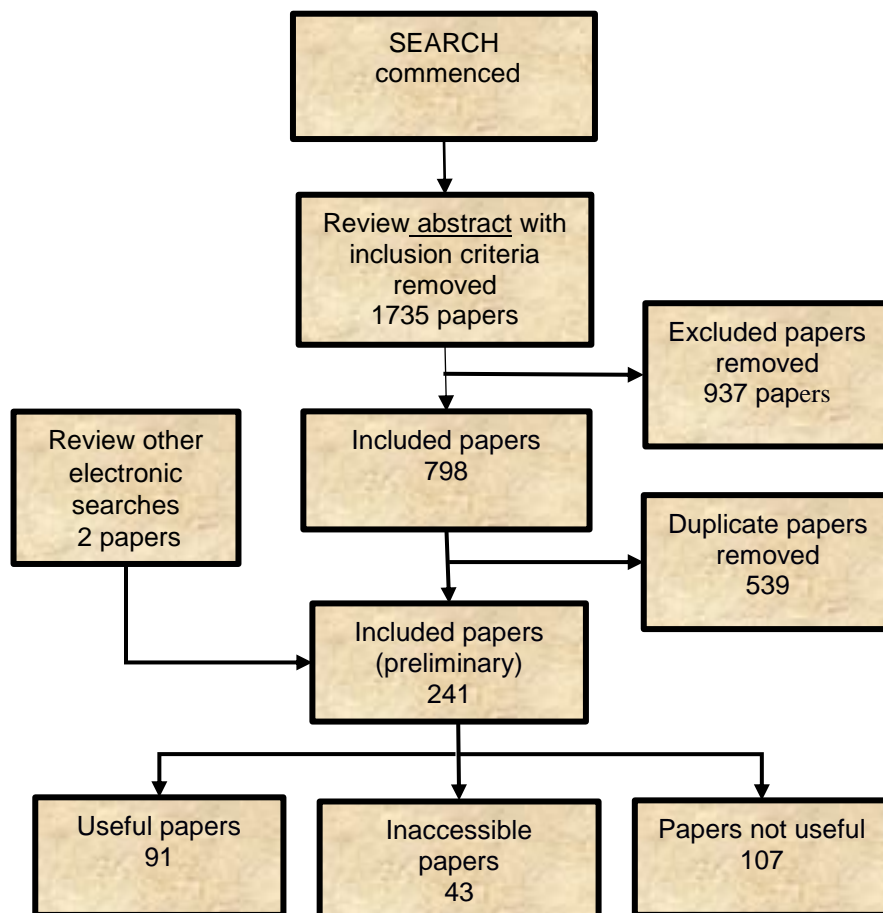 SEARCH
commenced
Review abstract with
inclusion criteria
removed
1735 papers
Excluded papers
removed
937 papers
Review other
electronic
searches
2 papers
Included papers
798
Duplicate papers
removed
539
Included papers
(preliminary)
241
Useful papers
91
Inaccessible
papers
43
Papers not useful
107